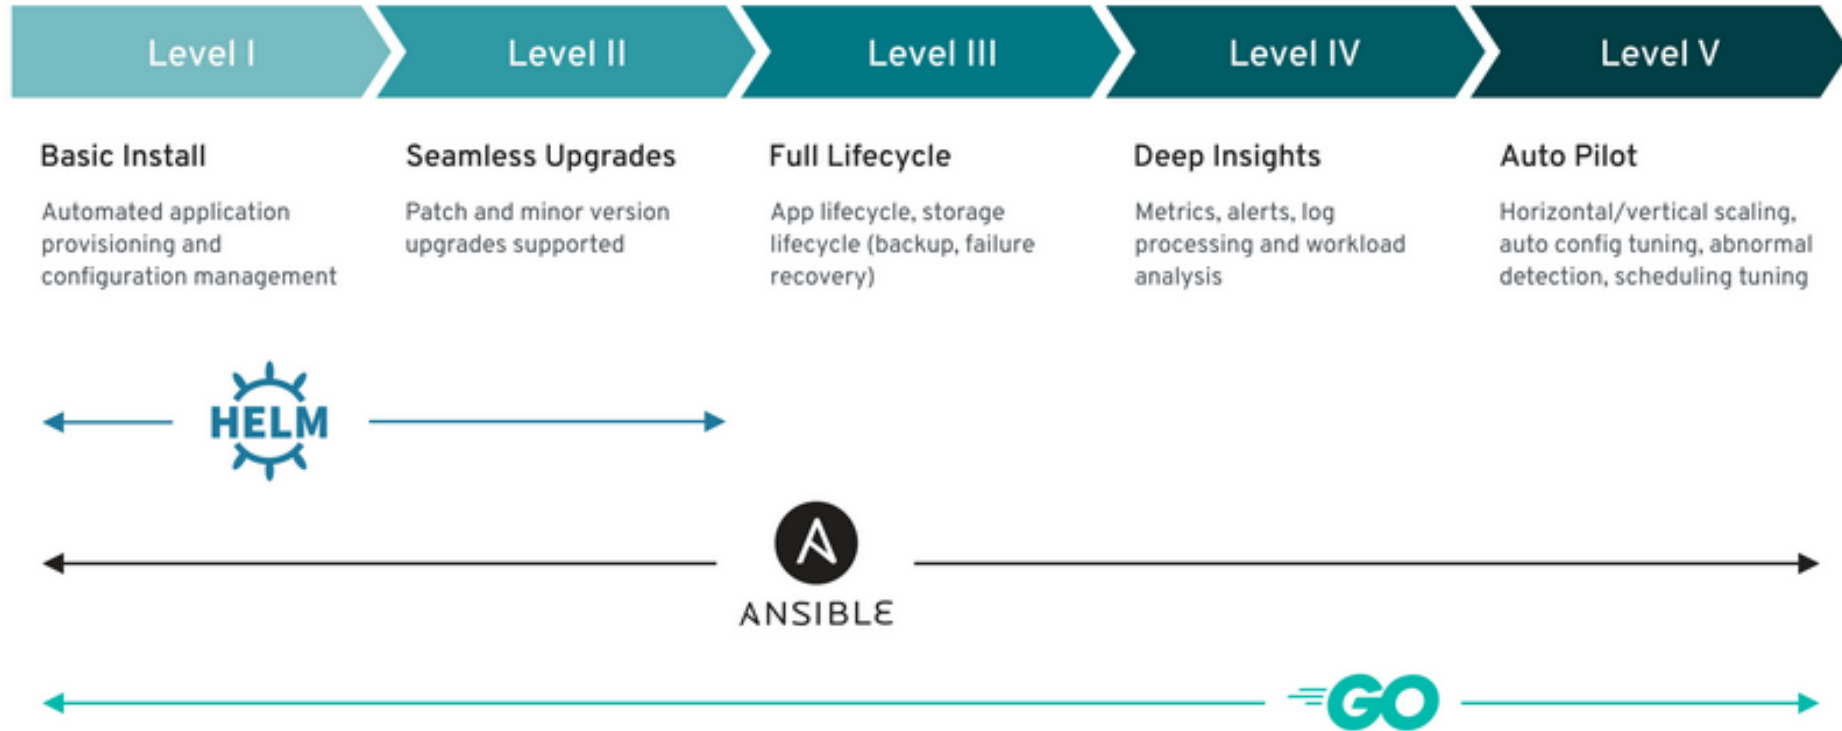 Level I
Level II
Level III
Level IV
Level V
Basic Install
Automated application
provisioning and
configuration management
Seamless Upgrades
Patch and minor version
upgrades supported
Full Lifecycle
App lifecycle, storage
lifecycle (backup, failure
recovery)
Deep Insights
Metrics, alerts, log
processing and workload
analysis
Auto Pilot
Horizontal/vertical scaling,
auto config tuning, abnormal
detection, scheduling tuning
HELM
A
ANSIBLE
GO